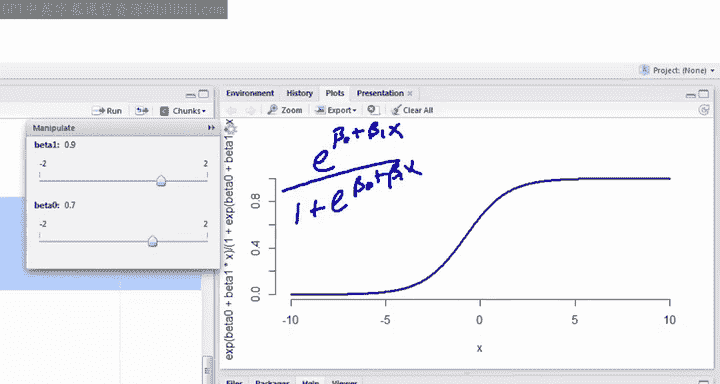 Project: (None)
Environment History Plots Presentation
Run Chunks
Zoom Export Clear All
Manipulate
beta1: 0.9
-2 2
beta0: 0.7
-2 2
e^β₀+β₁x
1+e^β₀+β₁x
exp(beta0 + beta1 * x)/(1 + exp(beta0 + beta1 * x
0.0 0.4 0.8
-10 -5 0 5 10
x
Files Packages Help Viewer